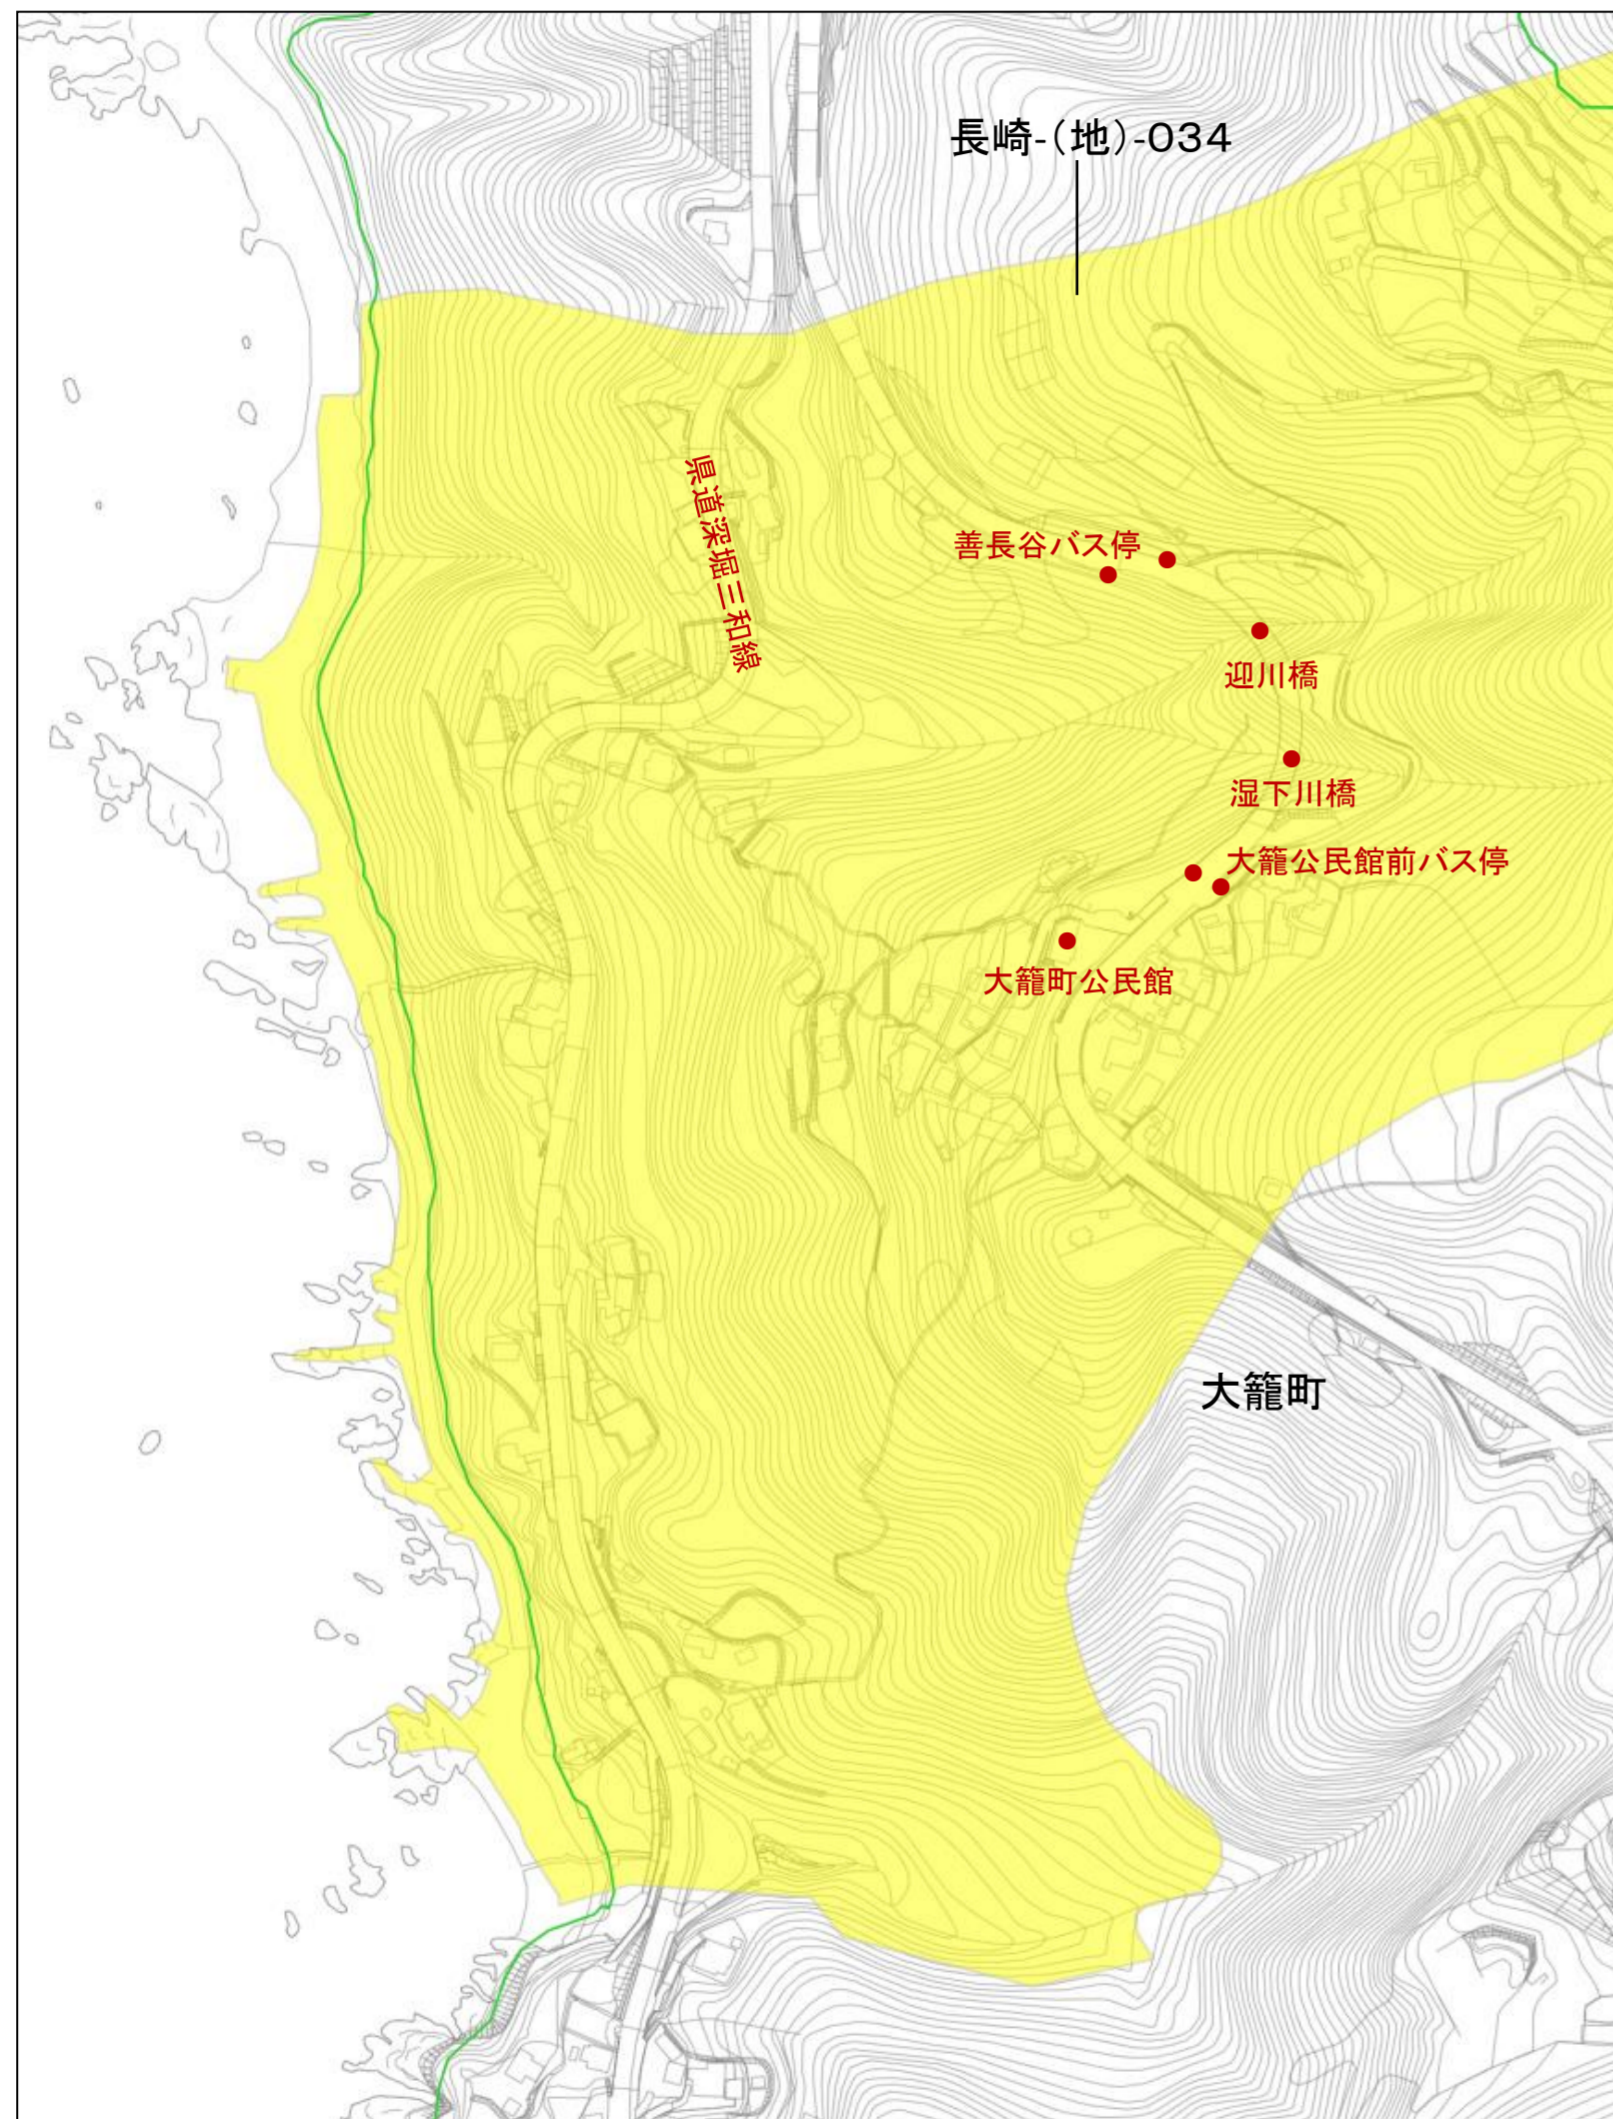 長崎-(地)-034
県道深堀三和線
善長谷バス停
迎川橋
湿下川橋
大籠公民館前バス停
大籠町公民館
大籠町